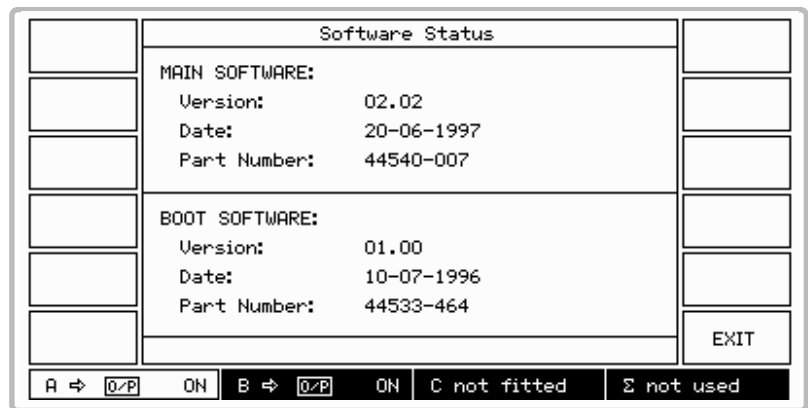 Software Status
MAIN SOFTWARE:
Version: 02.02
Date: 20-06-1997
Part Number: 44540-007
BOOT SOFTWARE:
Version: 01.00
Date: 10-07-1996
Part Number: 44533-464
EXIT
A ⇨ O/P ON B ⇨ O/P ON C not fitted Σ not used